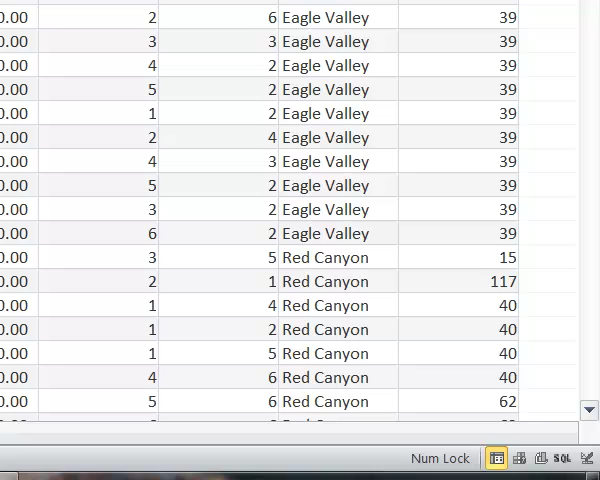 0.00 2 6 Eagle Valley 39
0.00 3 3 Eagle Valley 39
0.00 4 2 Eagle Valley 39
0.00 5 2 Eagle Valley 39
0.00 1 2 Eagle Valley 39
0.00 2 4 Eagle Valley 39
0.00 4 3 Eagle Valley 39
0.00 5 2 Eagle Valley 39
0.00 3 2 Eagle Valley 39
0.00 6 2 Eagle Valley 39
0.00 3 5 Red Canyon 15
0.00 2 1 Red Canyon 117
0.00 1 4 Red Canyon 40
0.00 1 2 Red Canyon 40
0.00 1 5 Red Canyon 40
0.00 4 6 Red Canyon 40
0.00 5 6 Red Canyon 62
Num Lock SQL